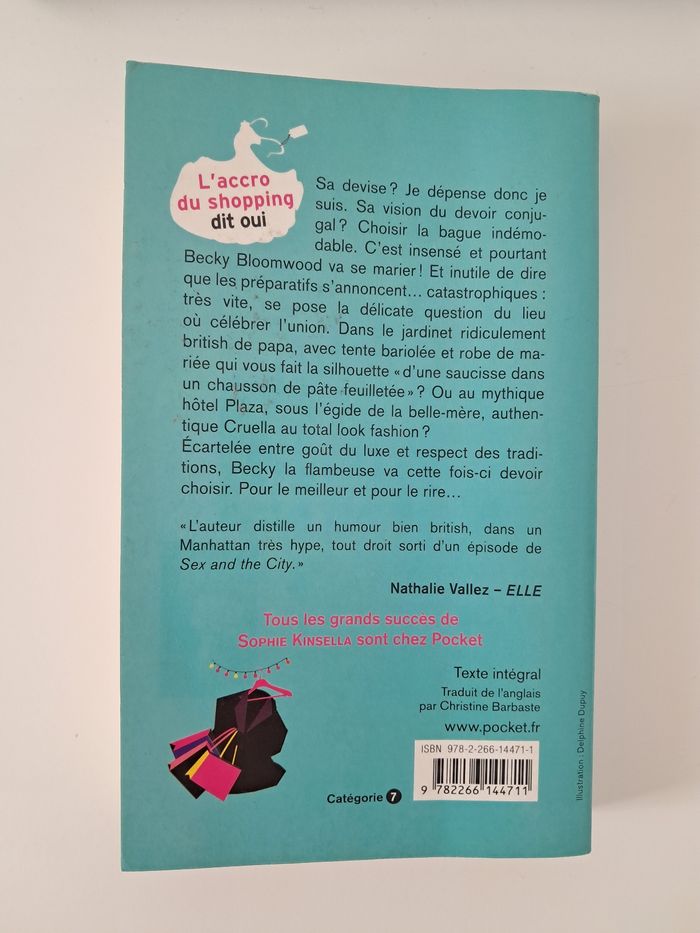 L'accro
du shopping
dit oui
Sa devise ? Je dépense donc je
suis. Sa vision du devoir conju-
gal ? Choisir la bague indémo-
dable. C'est insensé et pourtant
Becky Bloomwood va se marier ! Et inutile de dire
que les préparatifs s'annoncent... catastrophiques :
très vite, se pose la délicate question du lieu
où célébrer l'union. Dans le jardinet ridiculement
british de papa, avec tente bariolée et robe de ma-
riée qui vous fait la silhouette « d'une saucisse dans
un chausson de pâte feuilletée » ? Ou au mythique
hôtel Plaza, sous l'égide de la belle-mère, authen-
tique Cruella au total look fashion ?
Écartelée entre goût du luxe et respect des tradi-
tions, Becky la flambeuse va cette fois-ci devoir
choisir. Pour le meilleur et pour le rire...
« L'auteur distille un humour bien british, dans un
Manhattan très hype, tout droit sorti d'un épisode de
Sex and the City. »
Nathalie Vallez – ELLE
Tous les grands succès de
SOPHIE KINSELLA sont chez Pocket
Texte intégral
Traduit de l'anglais
par Christine Barbaste
www.pocket.fr
ISBN 978-2-266-14471-1
9 782266 144711
Catégorie 7
Illustration : Delphine Dupuy